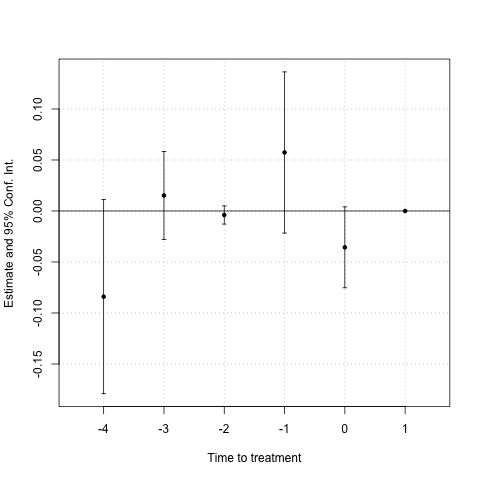 Estimate and 95% Conf. Int.
0.10
0.05
0.00
-0.05
-0.10
-0.15
-4 -3 -2 -1 0 1
Time to treatment